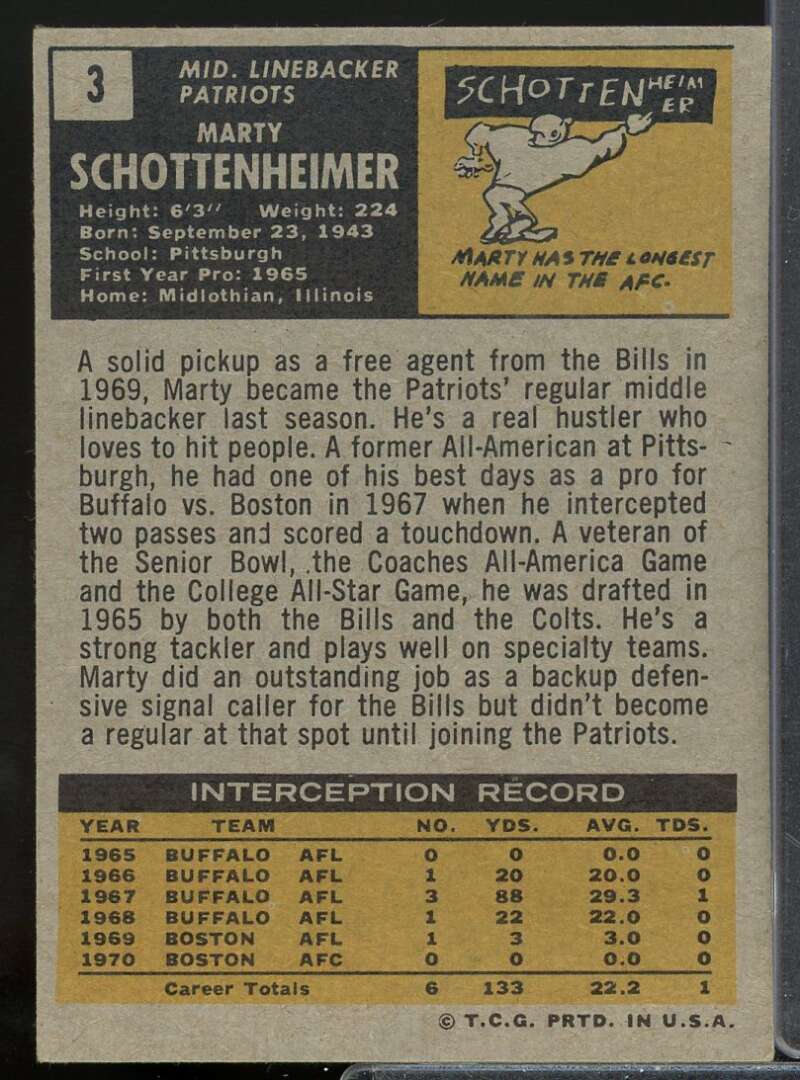 3
MID. LINEBACKER
PATRIOTS
MARTY
SCHOTTENHEIMER
Height: 6'3'' Weight: 224
Born: September 23, 1943
School: Pittsburgh
First Year Pro: 1965
Home: Midlothian, Illinois
SCHOTTENHEIM
ER
MARTY HAS THE LONGEST
NAME IN THE AFC.
A solid pickup as a free agent from the Bills in
1969, Marty became the Patriots' regular middle
linebacker last season. He's a real hustler who
loves to hit people. A former All-American at Pitts-
burgh, he had one of his best days as a pro for
Buffalo vs. Boston in 1967 when he intercepted
two passes and scored a touchdown. A veteran of
the Senior Bowl, .the Coaches All-America Game
and the College All-Star Game, he was drafted in
1965 by both the Bills and the Colts. He's a
strong tackler and plays well on specialty teams.
Marty did an outstanding job as a backup defen-
sive signal caller for the Bills but didn't become
a regular at that spot until joining the Patriots.
INTERCEPTION RECORD
YEAR TEAM NO. YDS. AVG. TDS.
1965 BUFFALO AFL 0 0 0.0 0
1966 BUFFALO AFL 1 20 20.0 0
1967 BUFFALO AFL 3 88 29.3 1
1968 BUFFALO AFL 1 22 22.0 0
1969 BOSTON AFL 1 3 3.0 0
1970 BOSTON AFC 0 0 0.0 0
Career Totals 6 133 22.2 1
© T.C.G. PRTD. IN U.S.A.